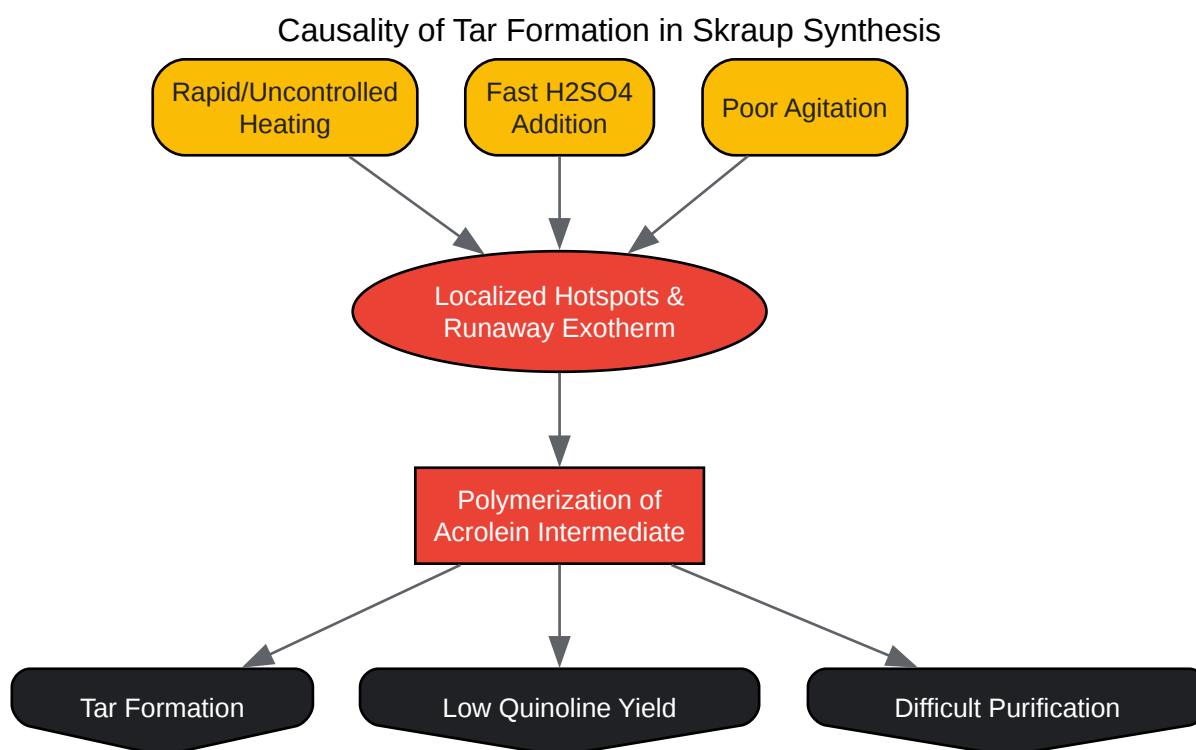 Causality of Tar Formation in Skraup Synthesis
Rapid/Uncontrolled
Heating
Fast H2SO4
Addition
Poor Agitation
Localized Hotspots &
Runaway Exotherm
Polymerization of
Acrolein Intermediate
Tar Formation
Low Quinoline Yield
Difficult Purification